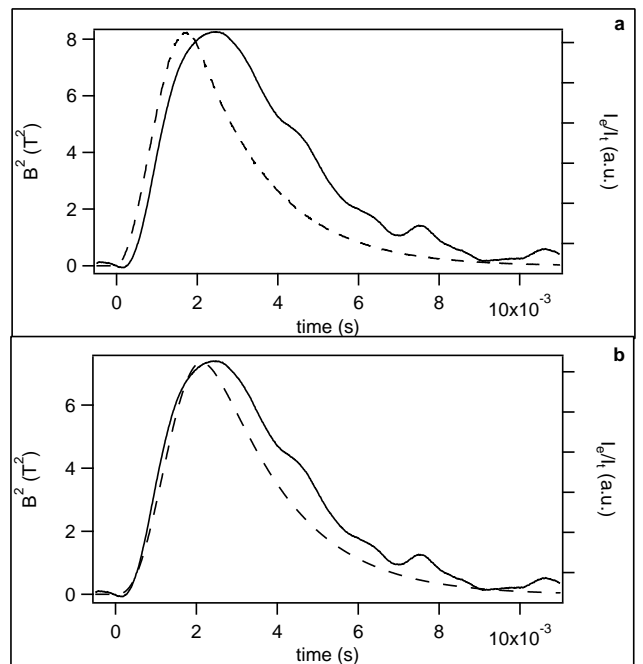 a
8
6
4
2
0
B² (T²)
Iₑ/Iₜ (a.u.)
0 2 4 6 8 10x10⁻³
time (s)
b
6
4
2
0
B² (T²)
Iₑ/Iₜ (a.u.)
0 2 4 6 8 10x10⁻³
time (s)